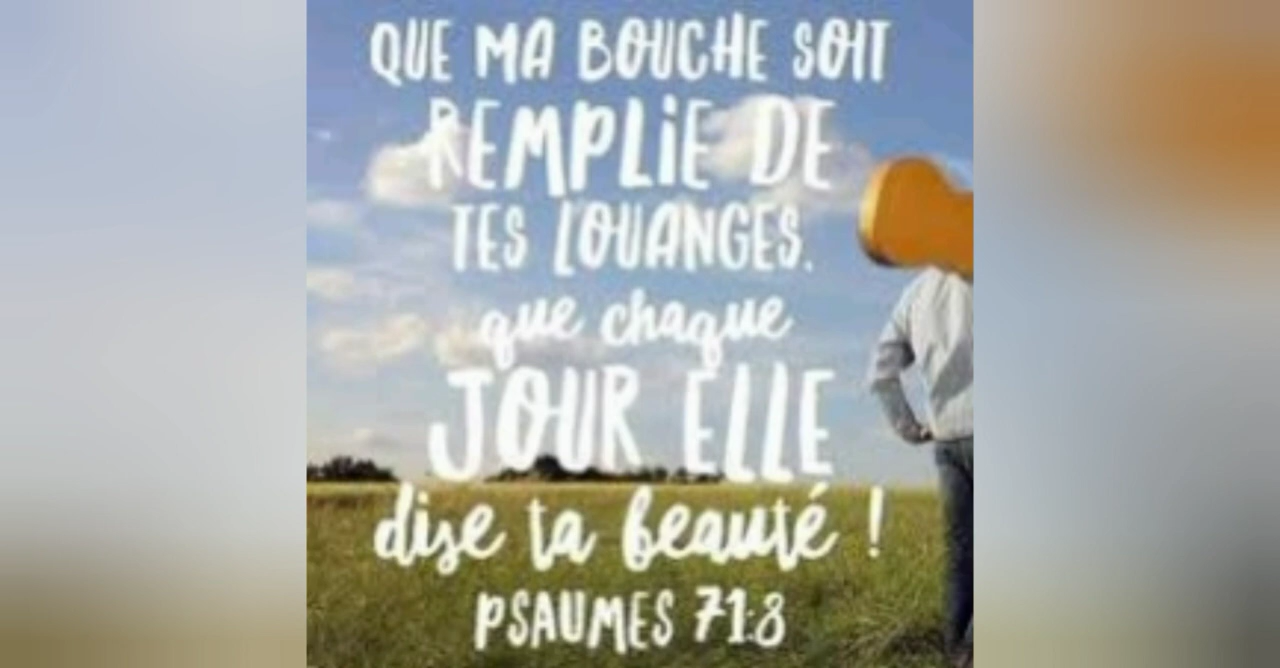 QUE MA BOUCHE SOIT
REMPLIE DE
TES LOUANGES.
que chaque
JOUR ELLE
dise ta beauté !
PSAUMES 71:8